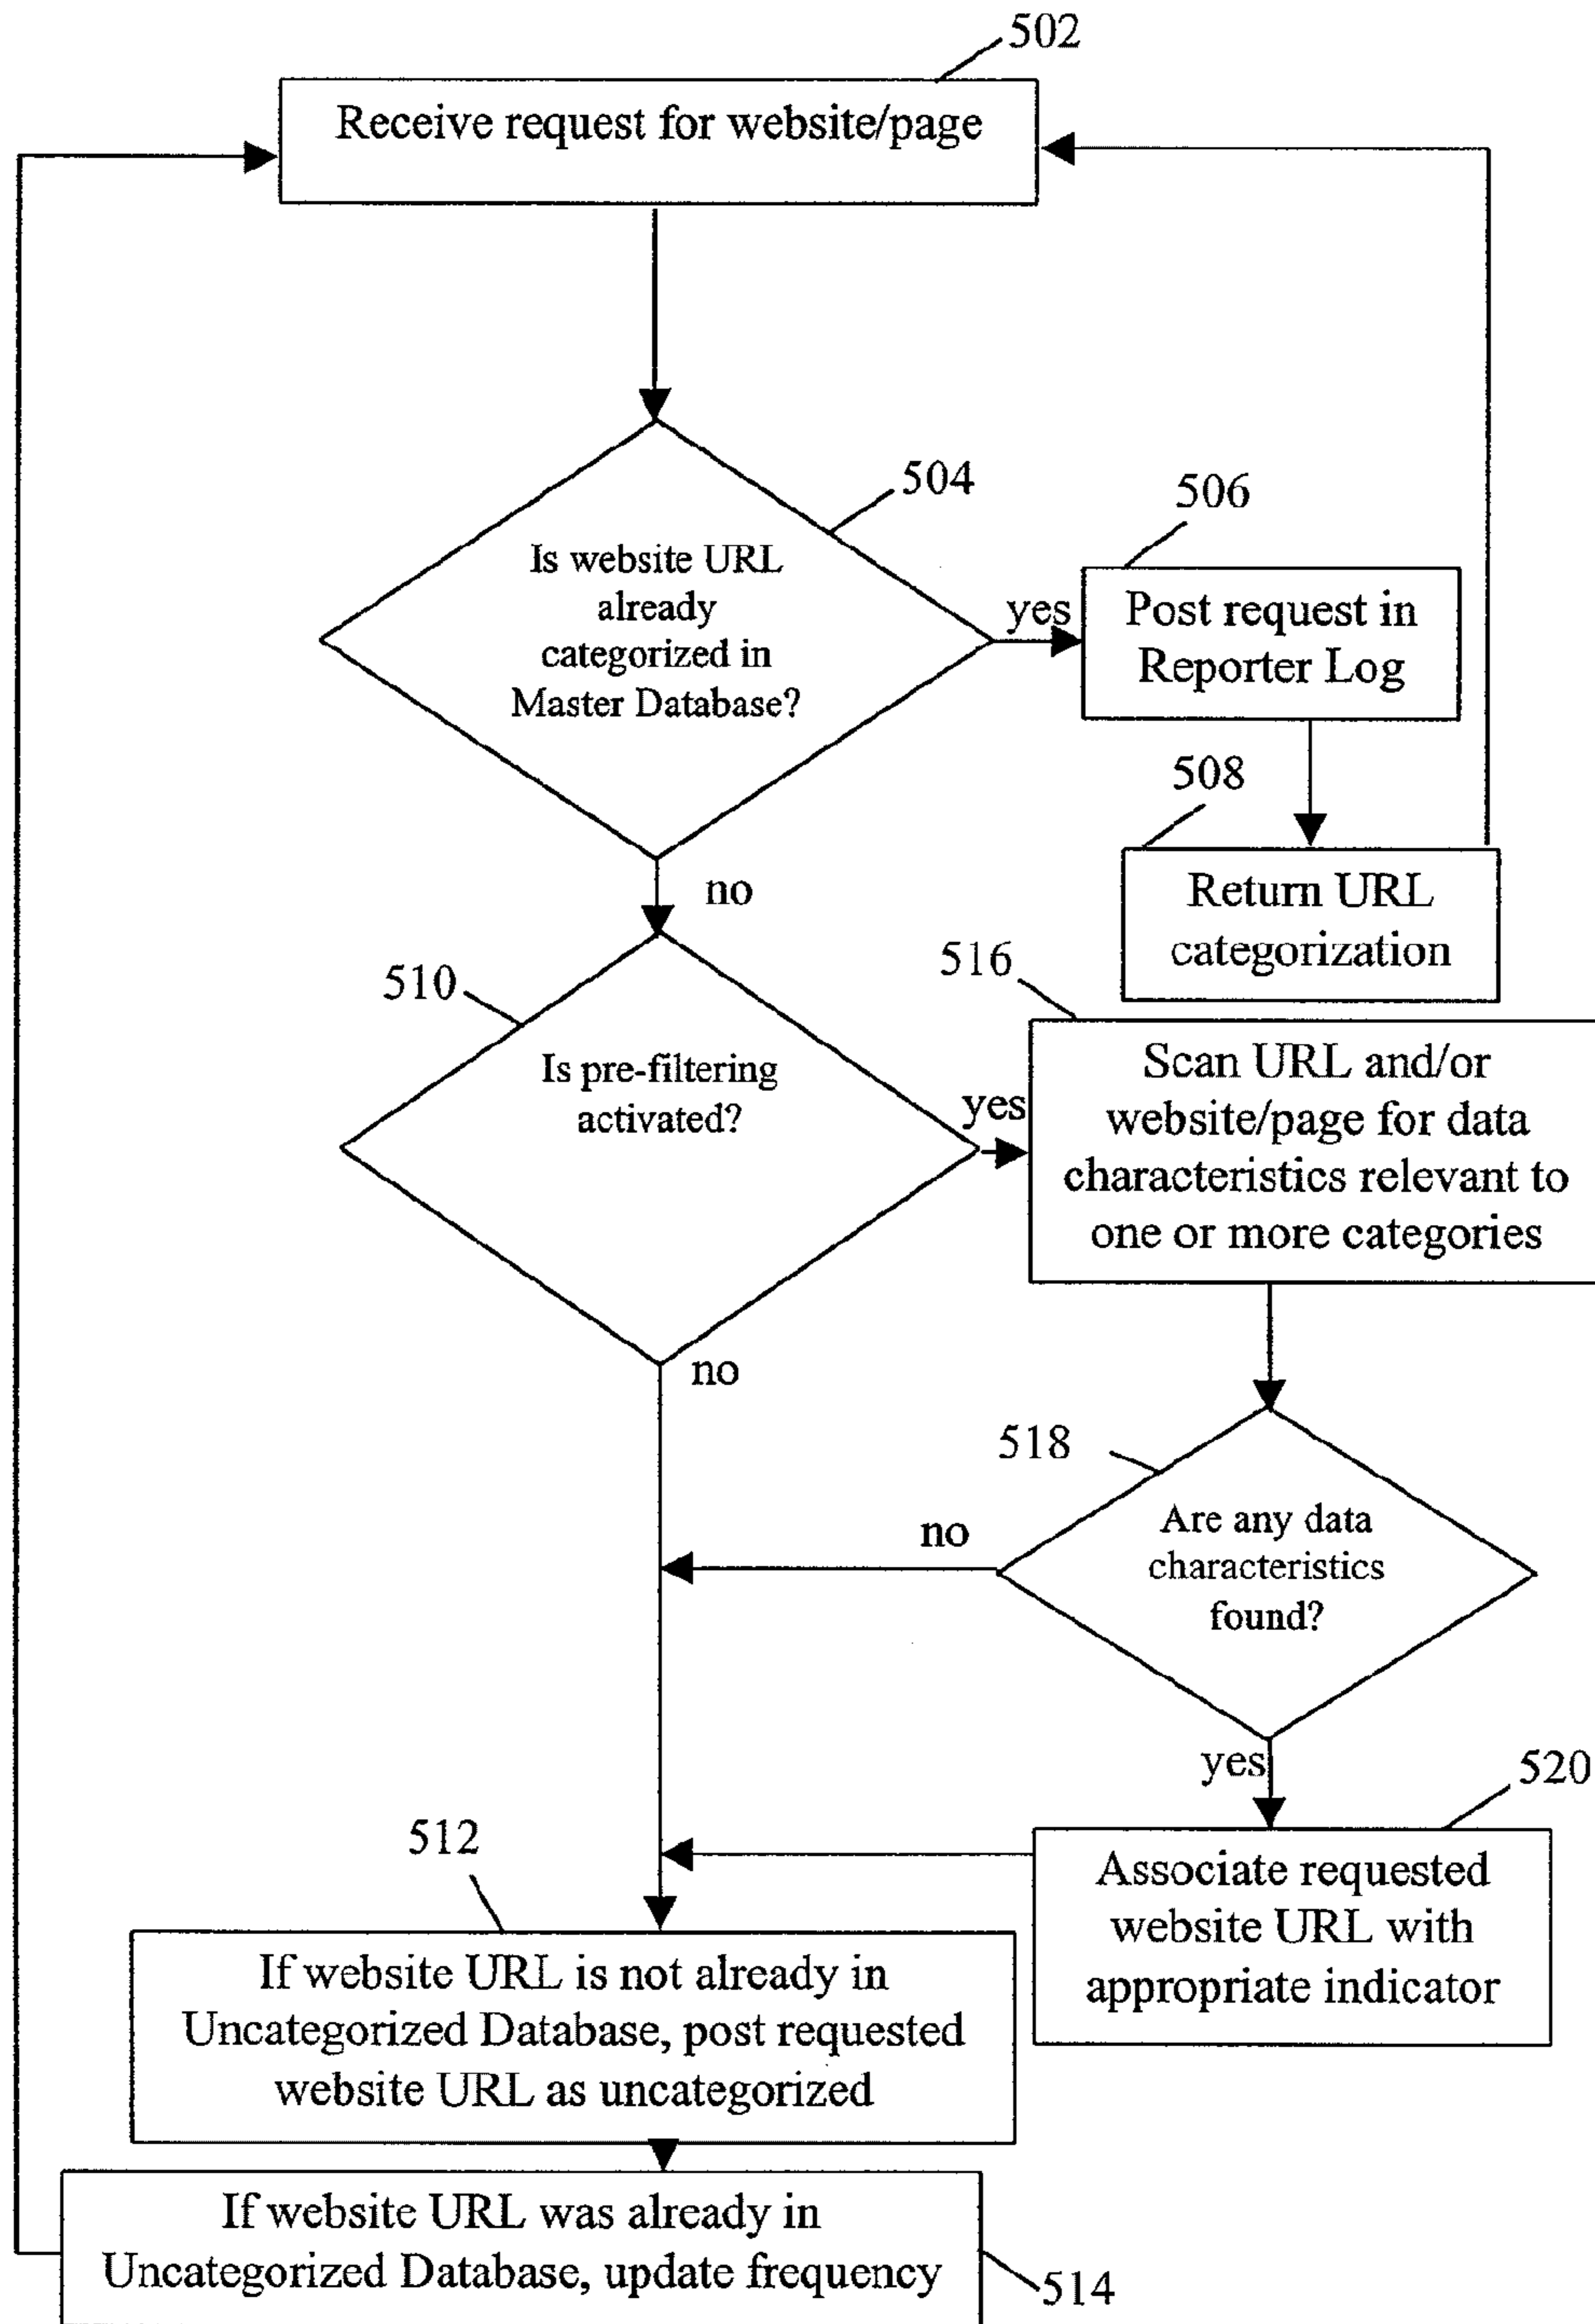 502
Receive request for website/page
504
Is website URL
already
categorized in
Master Database?
yes
506
Post request in
Reporter Log
508
Return URL
categorization
no
510
Is pre-filtering
activated?
yes
516
Scan URL and/or
website/page for data
characteristics relevant to
one or more categories
no
518
Are any data
characteristics
found?
no
yes
520
Associate requested
website URL with
appropriate indicator
512
If website URL is not already in
Uncategorized Database, post requested
website URL as uncategorized
If website URL was already in
Uncategorized Database, update frequency
514